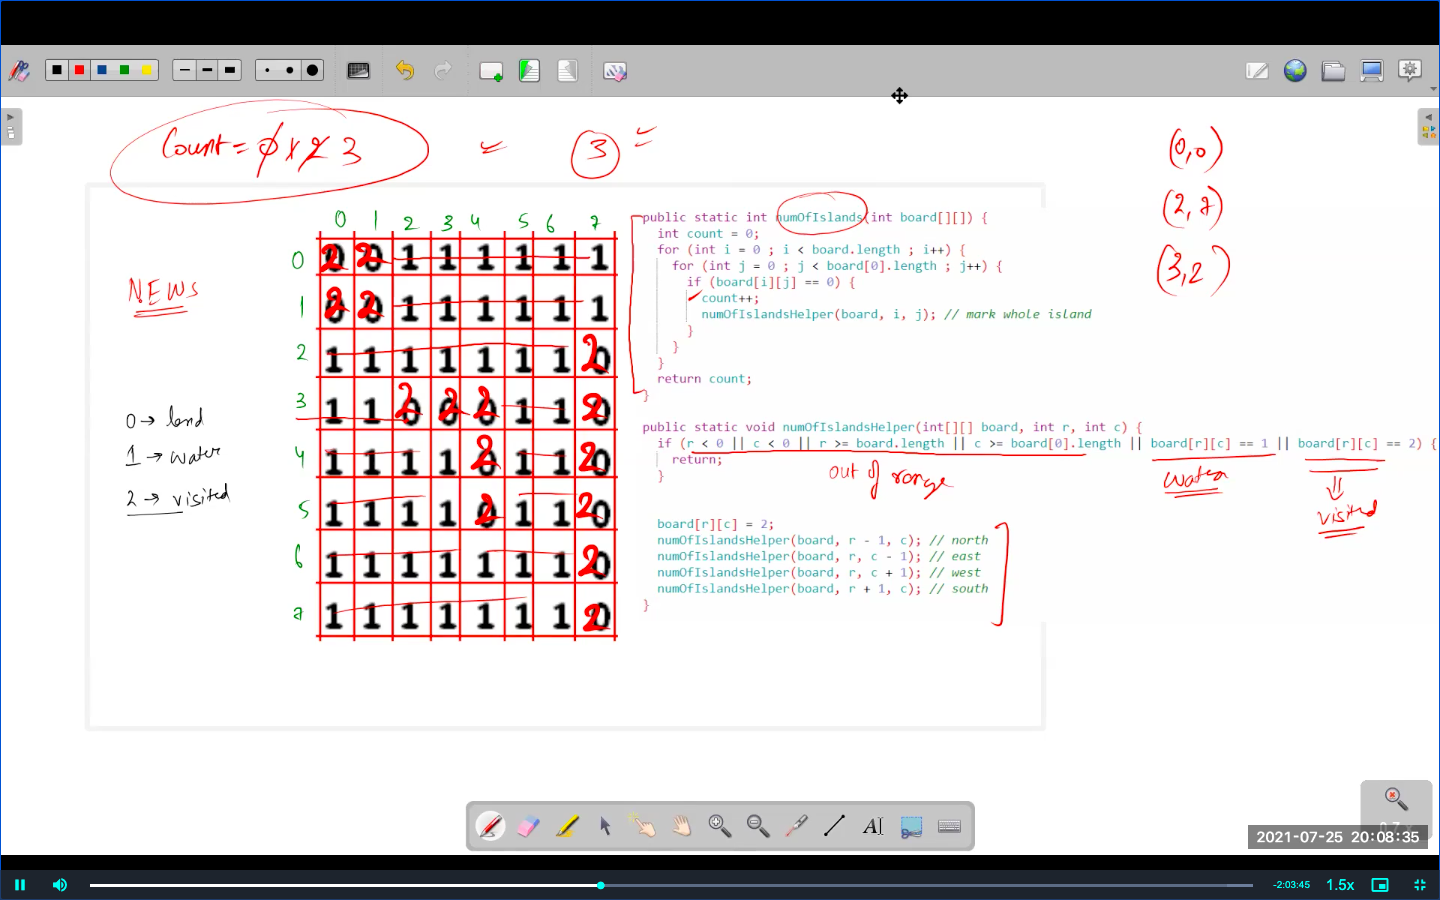 Count = 0 1 2 3
3
(0,0)
(2,7)
(3,2)
NEWS
0 → land
1 → water
2 → visited
0 1 2 3 4 5 6 7
0 2 2 1 1 1 1 1 1
1 2 2 1 1 1 1 1 1
2 1 1 1 1 1 1 1 2
3 1 1 2 2 2 1 1 2
4 1 1 1 1 2 1 1 2
5 1 1 1 1 2 1 1 2 0
6 1 1 1 1 1 1 1 2
7 1 1 1 1 1 1 1 2
public static int numOfIslands(int board[][]) {
int count = 0;
for (int i = 0 ; i < board.length ; i++) {
for (int j = 0 ; j < board[0].length ; j++) {
if (board[i][j] == 0) {
count++;
numOfIslandsHelper(board, i, j); // mark whole island
}
}
}
return count;
}
public static void numOfIslandsHelper(int[][] board, int r, int c) {
if (r < 0 || c < 0 || r >= board.length || c >= board[0].length || board[r][c] == 1 || board[r][c] == 2) {
return;
}
out of range
water
visited
board[r][c] = 2;
numOfIslandsHelper(board, r - 1, c); // north
numOfIslandsHelper(board, r, c - 1); // east
numOfIslandsHelper(board, r, c + 1); // west
numOfIslandsHelper(board, r + 1, c); // south
}
2021-07-25 20:08:35
-2:03:45
1.5x